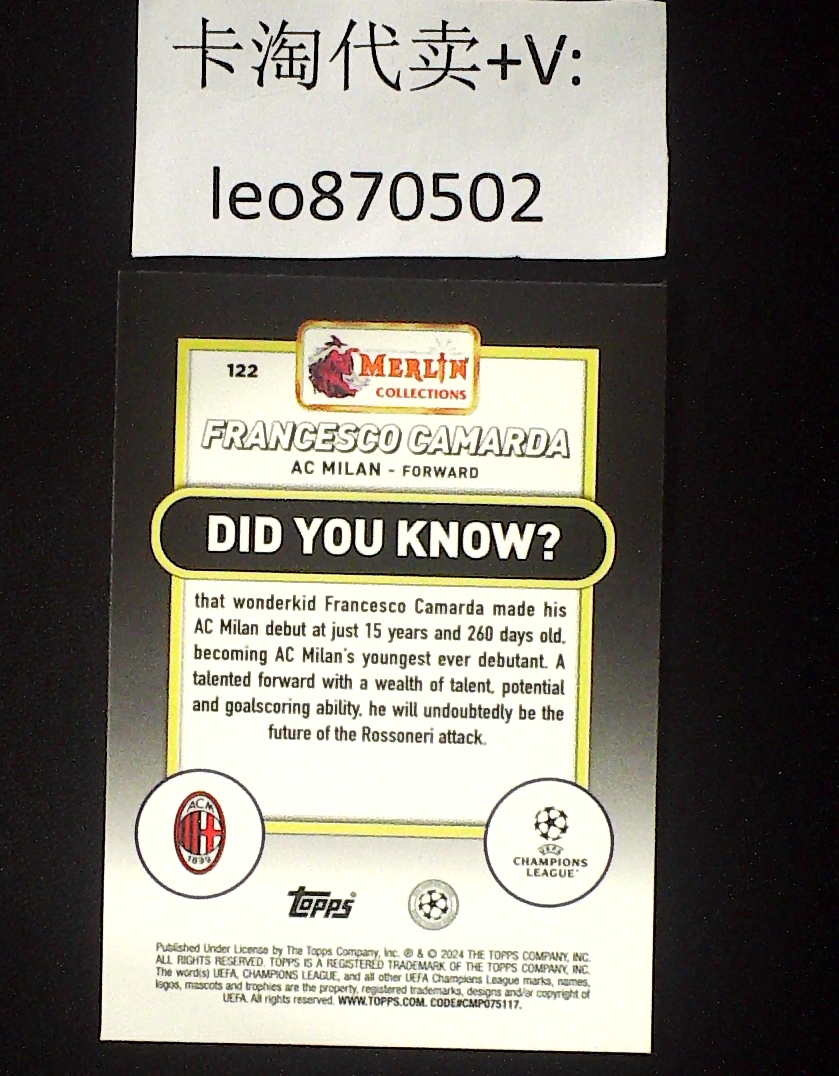 卡淘代卖+V:
leo870502
122
MERLIN
COLLECTIONS
FRANCESCO CAMARDA
AC MILAN - FORWARD
DID YOU KNOW?
that wonderkid Francesco Camarda made his
AC Milan debut at just 15 years and 260 days old,
becoming AC Milan's youngest ever debutant. A
talented forward with a wealth of talent, potential
and goalscoring ability, he will undoubtedly be the
future of the Rossoneri attack.
ACM
1899
UEFA
CHAMPIONS
LEAGUE
Topps
Published Under License by The Topps Company, Inc. ® & © 2024 THE TOPPS COMPANY, INC.
ALL RIGHTS RESERVED. TOPPS IS A REGISTERED TRADEMARK OF THE TOPPS COMPANY, INC.
The word(s) UEFA, CHAMPIONS LEAGUE, and all other UEFA Champions League marks, names,
logos, mascots and trophies are the property, registered trademarks, designs and/or copyright of
UEFA. All rights reserved. WWW.TOPPS.COM. CODE#CMP075117.